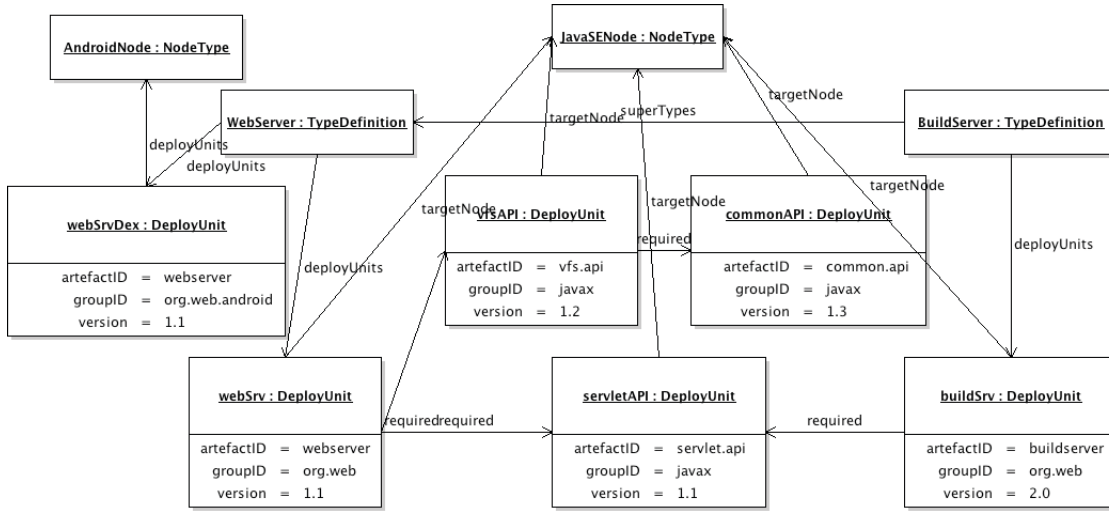 AndroidNode : NodeType
JavaSENode : NodeType
targetNode
superTypes
targetNode
WebServer : TypeDefinition
BuildServer : TypeDefinition
deployUnits
deployUnits
webSrvDex : DeployUnit
artefactID = webserver
groupID = org.web.android
version = 1.1
targetNode
targetNode
targetNode
vfsAPI : DeployUnit
artefactID = vfs.api
groupID = javax
version = 1.2
required
commonAPI : DeployUnit
artefactID = common.api
groupID = javax
version = 1.3
deployUnits
deployUnits
webSrv : DeployUnit
artefactID = webserver
groupID = org.web
version = 1.1
requiredrequired
servletAPI : DeployUnit
artefactID = servlet.api
groupID = javax
version = 1.1
required
buildSrv : DeployUnit
artefactID = buildserver
groupID = org.web
version = 2.0